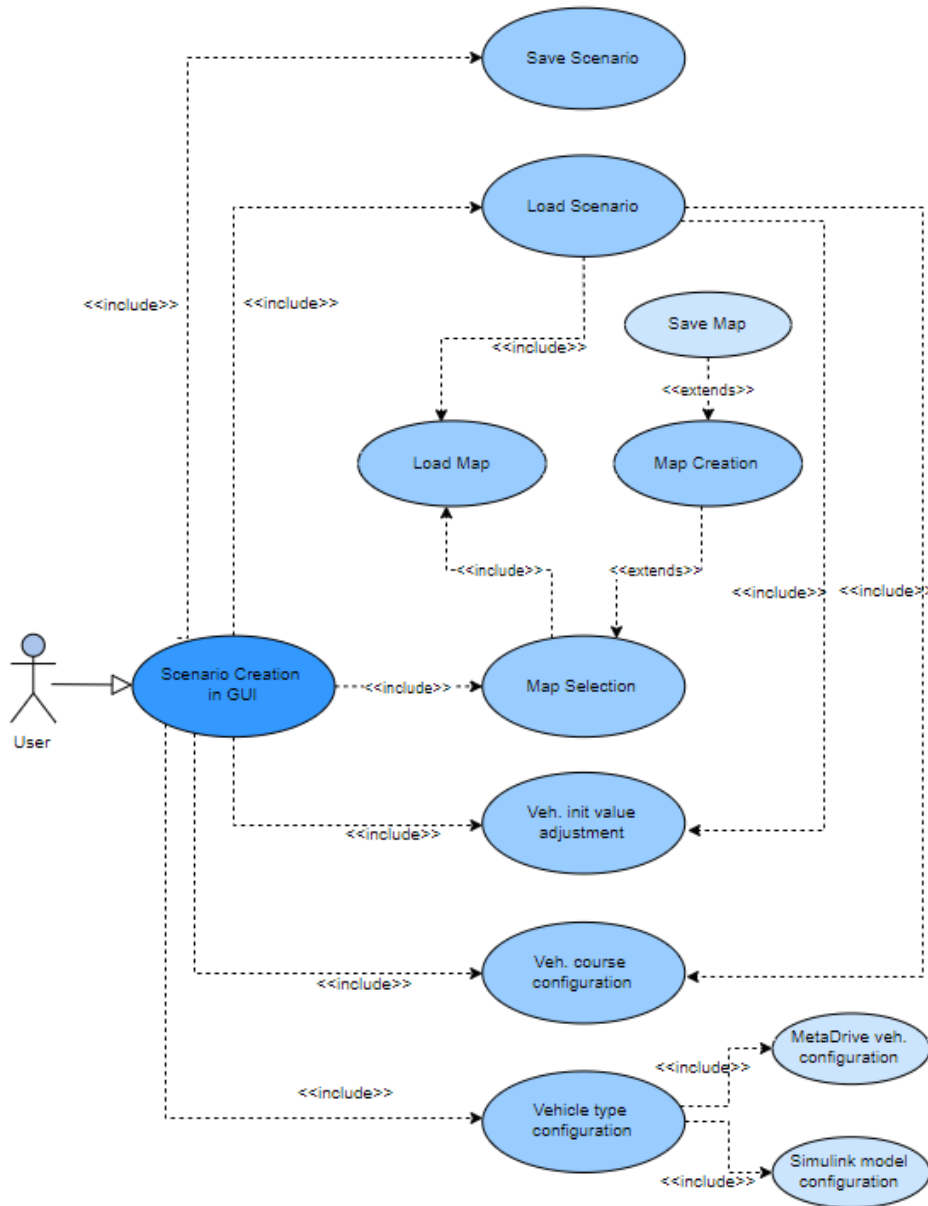 Save Scenario
<<include>>
<<include>>
Load Scenario
Save Map
<<include>>
<<extends>>
Load Map
Map Creation
<<include>>
<<extends>>
<<include>>
<<include>>
User
Scenario Creation
in GUI
<<include>>
Map Selection
Veh. init value
adjustment
<<include>>
Veh. course
configuration
<<include>>
MetaDrive veh.
configuration
<<include>>
<<include>>
Vehicle type
configuration
Simulink model
configuration
<<include>>